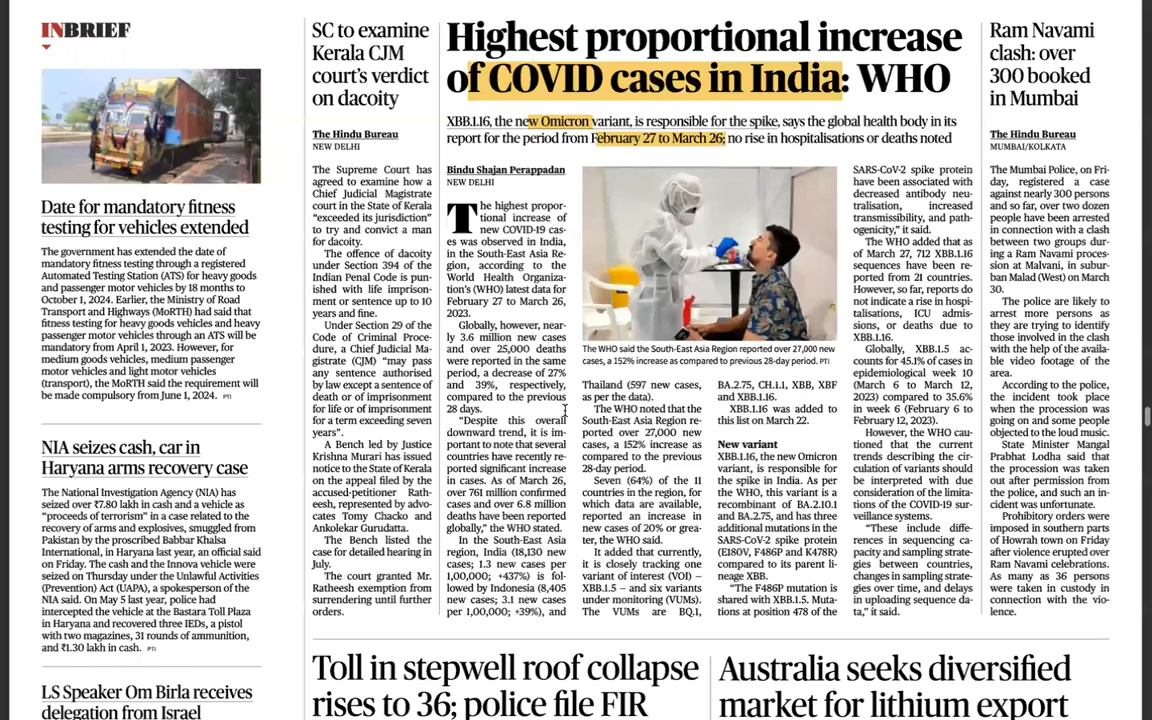 INBRIEF
Date for mandatory fitness
testing for vehicles extended
The government has extended the date of
mandatory fitness testing through a registered
Automated Testing Station (ATS) for heavy goods
and passenger motor vehicles by 18 months to
October 1, 2024. Earlier, the Ministry of Road
Transport and Highways (MoRTH) had said that
fitness testing for heavy goods vehicles and heavy
passenger motor vehicles through an ATS will be
mandatory from April 1, 2023. However, for
medium goods vehicles, medium passenger
motor vehicles and light motor vehicles
(transport), the MoRTH said the requirement will
be made compulsory from June 1, 2024. PTI
NIA seizes cash, car in
Haryana arms recovery case
The National Investigation Agency (NIA) has
seized over ₹7.80 lakh in cash and a vehicle as
“proceeds of terrorism” in a case related to the
recovery of arms and explosives, smuggled from
Pakistan by the proscribed Babbar Khalsa
International, in Haryana last year, an official said
on Friday. The cash and the Innova vehicle were
seized on Thursday under the Unlawful Activities
(Prevention) Act (UAPA), a spokesperson of the
NIA said. On May 5 last year, police had
intercepted the vehicle at the Bastara Toll Plaza
in Haryana and recovered three IEDs, a pistol
with two magazines, 31 rounds of ammunition,
and ₹1.30 lakh in cash. PTI
LS Speaker Om Birla receives
delegation from Israel
SC to examine
Kerala CJM
court’s verdict
on dacoity
The Hindu Bureau
NEW DELHI
The Supreme Court has
agreed to examine how a
Chief Judicial Magistrate
court in the State of Kerala
“exceeded its jurisdiction”
to try and convict a man
for dacoity.
The offence of dacoity
under Section 394 of the
Indian Penal Code is pun-
ished with life imprison-
ment or sentence up to 10
years and fine.
Under Section 29 of the
Code of Criminal Proce-
dure, a Chief Judicial Ma-
gistrate (CJM) “may pass
any sentence authorised
by law except a sentence of
death or of imprisonment
for life or of imprisonment
for a term exceeding seven
years”.
A Bench led by Justice
Krishna Murari has issued
notice to the State of Kerala
on the appeal filed by the
accused-petitioner Rath-
eesh, represented by advo-
cates Tomy Chacko and
Ankolekar Gurudatta.
The Bench listed the
case for detailed hearing in
July.
The court granted Mr.
Ratheesh exemption from
surrendering until further
orders.
Highest proportional increase
of COVID cases in India: WHO
XBB.1.16, the new Omicron variant, is responsible for the spike, says the global health body in its
report for the period from February 27 to March 26; no rise in hospitalisations or deaths noted
Bindu Shajan Perappadan
NEW DELHI
The highest propor-
tional increase of
new COVID-19 cas-
es was observed in India,
in the South-East Asia Re-
gion, according to the
World Health Organiza-
tion’s (WHO) latest data for
February 27 to March 26,
2023.
Globally, however, near-
ly 3.6 million new cases
and over 25,000 deaths
were reported in the same
period, a decrease of 27%
and 39%, respectively,
compared to the previous
28 days.
“Despite this overall
downward trend, it is im-
portant to note that several
countries have recently re-
ported significant increase
in cases. As of March 26,
over 761 million confirmed
cases and over 6.8 million
deaths have been reported
globally,” the WHO stated.
In the South-East Asia
region, India (18,130 new
cases; 1.3 new cases per
1,00,000; +437%) is fol-
lowed by Indonesia (8,405
new cases; 3.1 new cases
per 1,00,000; +39%), and
The WHO said the South-East Asia Region reported over 27,000 new
cases, a 152% increase as compared to previous 28-day period. PTI
Thailand (597 new cases,
as per the data).
The WHO noted that the
South-East Asia Region re-
ported over 27,000 new
cases, a 152% increase as
compared to the previous
28-day period.
Seven (64%) of the 11
countries in the region, for
which data are available,
reported an increase in
new cases of 20% or grea-
ter, the WHO said.
It added that currently,
it is closely tracking one
variant of interest (VOI) —
XBB.1.5 — and six variants
under monitoring (VUMs).
The VUMs are BQ.1,
BA.2.75, CH.1.1, XBB, XBF
and XBB.1.16.
XBB.1.16 was added to
this list on March 22.
New variant
XBB.1.16, the new Omicron
variant, is responsible for
the spike in India. As per
the WHO, this variant is a
recombinant of BA.2.10.1
and BA.2.75, and has three
additional mutations in the
SARS-CoV-2 spike protein
(E180V, F486P and K478R)
compared to its parent li-
neage XBB.
“The F486P mutation is
shared with XBB.1.5. Muta-
tions at position 478 of the
SARS-CoV-2 spike protein
have been associated with
decreased antibody neu-
tralisation, increased
transmissibility, and path-
ogenicity,” it said.
The WHO added that as
of March 27, 712 XBB.1.16
sequences have been re-
ported from 21 countries.
However, so far, reports do
not indicate a rise in hospi-
talisations, ICU admis-
sions, or deaths due to
XBB.1.16.
Globally, XBB.1.5 ac-
counts for 45.1% of cases in
epidemiological week 10
(March 6 to March 12,
2023) compared to 35.6%
in week 6 (February 6 to
February 12, 2023).
However, the WHO cau-
tioned that the current
trends describing the cir-
culation of variants should
be interpreted with due
consideration of the limita-
tions of the COVID-19 sur-
veillance systems.
“These include diffe-
rences in sequencing ca-
pacity and sampling strate-
gies between countries,
changes in sampling strate-
gies over time, and delays
in uploading sequence da-
ta,” it said.
Ram Navami
clash: over
300 booked
in Mumbai
The Hindu Bureau
MUMBAI/KOLKATA
The Mumbai Police, on Fri-
day, registered a case
against nearly 300 persons
and so far, over two dozen
people have been arrested
in connection with a clash
between two groups dur-
ing a Ram Navami proces-
sion at Malvani, in subur-
ban Malad (West) on March
30.
The police are likely to
arrest more persons as
they are trying to identify
those involved in the clash
with the help of the availa-
ble video footage of the
area.
According to the police,
the incident took place
when the procession was
going on and some people
objected to the loud music.
State Minister Mangal
Prabhat Lodha said that
the procession was taken
out after permission from
the police, and such an in-
cident was unfortunate.
Prohibitory orders were
imposed in southern parts
of Howrah town on Friday
after violence erupted over
Ram Navami celebrations.
As many as 36 persons
were taken in custody in
connection with the vio-
lence.
Toll in stepwell roof collapse
rises to 36; police file FIR
Australia seeks diversified
market for lithium export